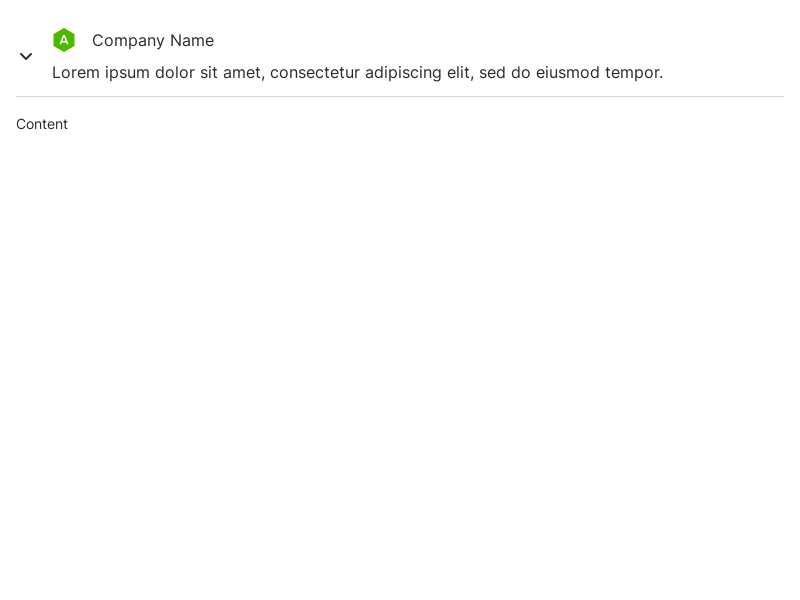 A Company Name
Lorem ipsum dolor sit amet, consectetur adipiscing elit, sed do eiusmod tempor.
Content